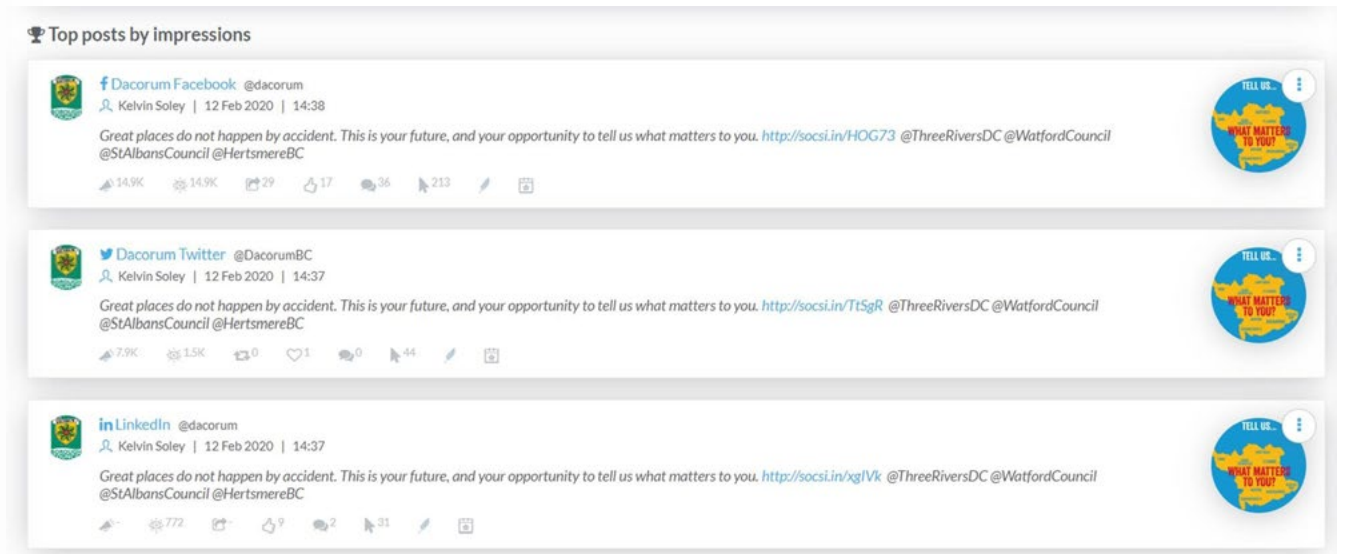 Top posts by impressions
Dacorum Facebook @dacorum
Kelvin Soley | 12 Feb 2020 | 14:38
Great places do not happen by accident. This is your future, and your opportunity to tell us what matters to you. http://socsi.in/HOG73 @ThreeRiversDC @WatfordCouncil
@StAlbansCouncil @HertsmereBC
14.9K 14.9K 29 17 36 213
TELL US...
WHAT MATTERS
TO YOU?
Dacorum Twitter @DacorumBC
Kelvin Soley | 12 Feb 2020 | 14:37
Great places do not happen by accident. This is your future, and your opportunity to tell us what matters to you. http://socsi.in/TtSgR @ThreeRiversDC @WatfordCouncil
@StAlbansCouncil @HertsmereBC
7.9K 1.5K 0 1 0 44
TELL US...
WHAT MATTERS
TO YOU?
in LinkedIn @dacorum
Kelvin Soley | 12 Feb 2020 | 14:37
Great places do not happen by accident. This is your future, and your opportunity to tell us what matters to you. http://socsi.in/xglVk @ThreeRiversDC @WatfordCouncil
@StAlbansCouncil @HertsmereBC
- 772 - 9 2 31
TELL US...
WHAT MATTERS
TO YOU?